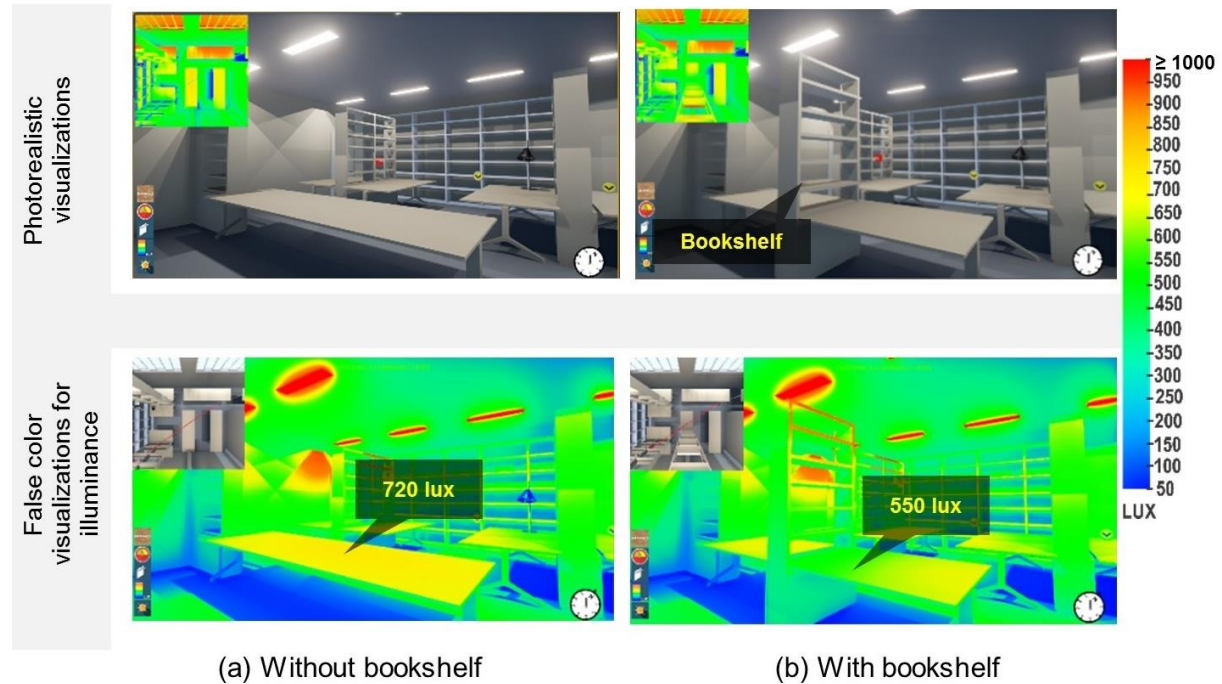 Photorealistic
visualizations
Bookshelf
≥ 1000
950
900
850
800
750
700
650
600
550
500
450
400
350
300
250
200
150
100
50
LUX
False color
visualizations for
illuminance
720 lux
550 lux
(a) Without bookshelf
(b) With bookshelf